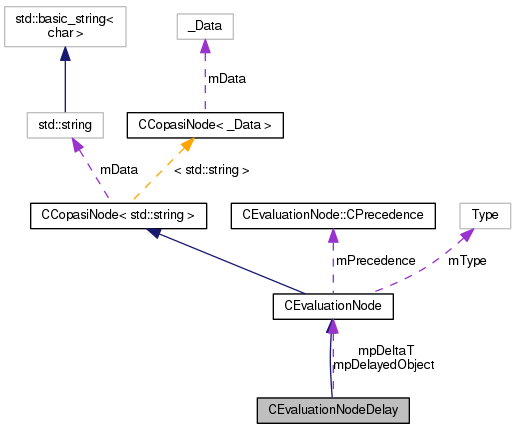 std::basic_string<
char >
_Data
mData
std::string
CCopasiNode< _Data >
mData
< std::string >
CCopasiNode< std::string >
CEvaluationNode::CPrecedence
Type
mPrecedence
mType
CEvaluationNode
mpDeltaT
mpDelayedObject
CEvaluationNodeDelay